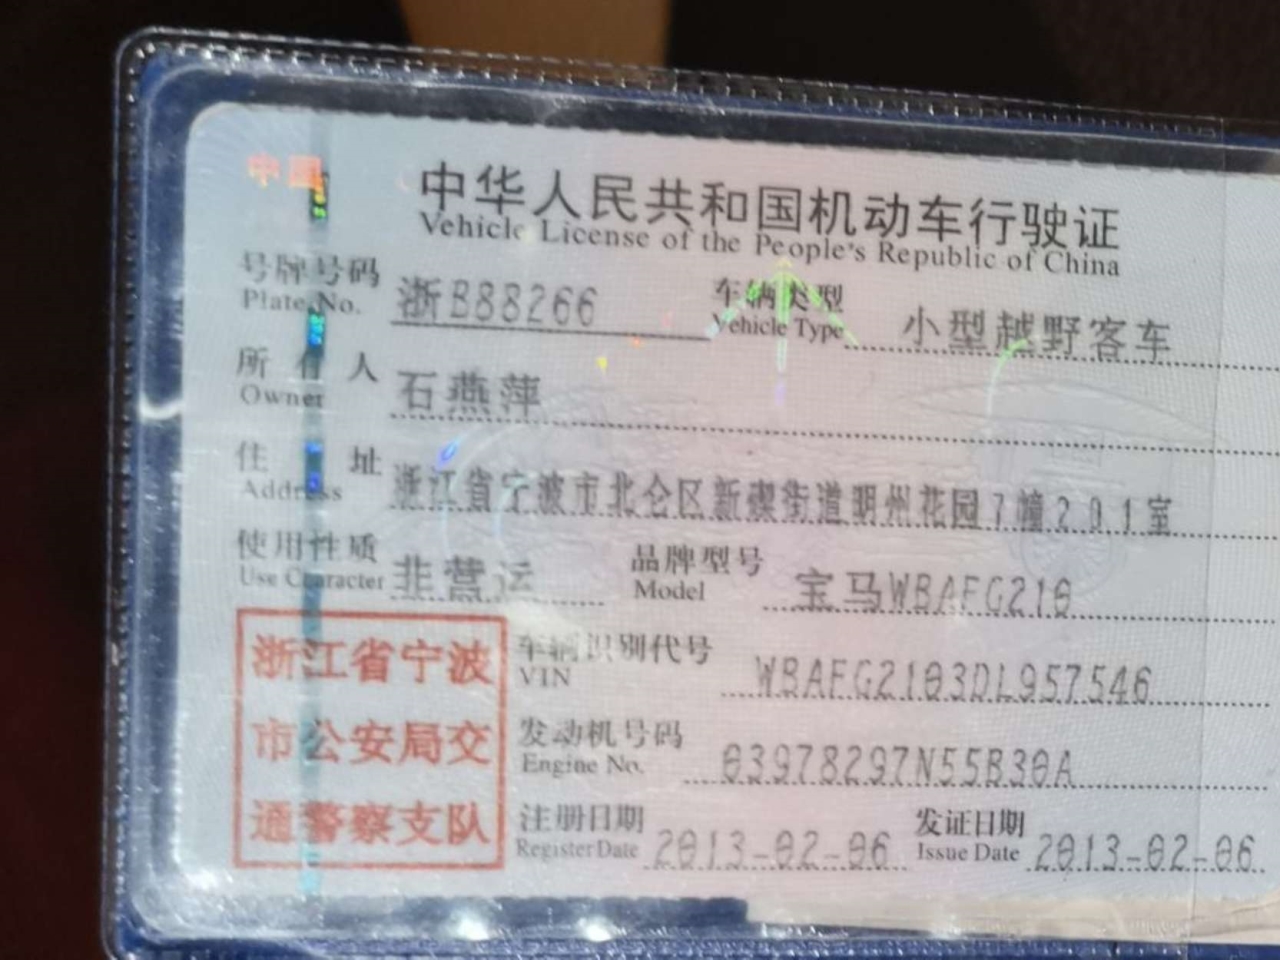 中国
中华人民共和国机动车行驶证
Vehicle License of the People's Republic of China
号牌号码 浙B88266 车辆类型 小型越野客车
Plate No. Vehicle Type
所有人 石燕萍
Owner
住址 浙江省宁波市北仑区新碶街道明州花园7幢201室
Address
使用性质 非营运 品牌型号 宝马WBAFG210
Use Character Model
浙江省宁波
市公安局交
通警察支队
车辆识别代号 WBAFG2103DL957546
VIN
发动机号码 03978297N55B30A
Engine No.
注册日期 2013-02-06 发证日期 2013-02-06
Register Date Issue Date